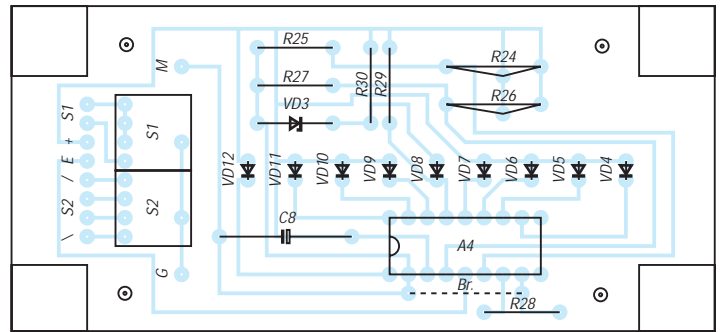 R25
R24
M
R27
R30
R29
R26
VD3
S1
S1
+
E
/
S2
S2
\
G
VD12
VD11
VD10
VD9
VD8
VD7
VD6
VD5
VD4
C8
A4
Br.
R28